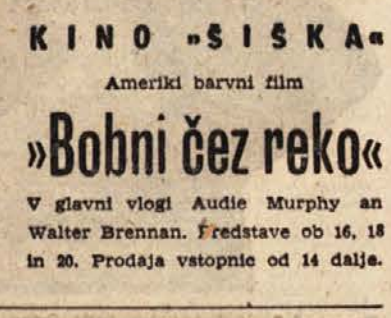 KINO »ŠIŠKA«
Ameriki barvni film
»Bobni čez reko«
V glavni vlogi Audie Murphy an
Walter Brennan. Predstave ob 16, 18
in 20. Prodaja vstopnic od 14 dalje.